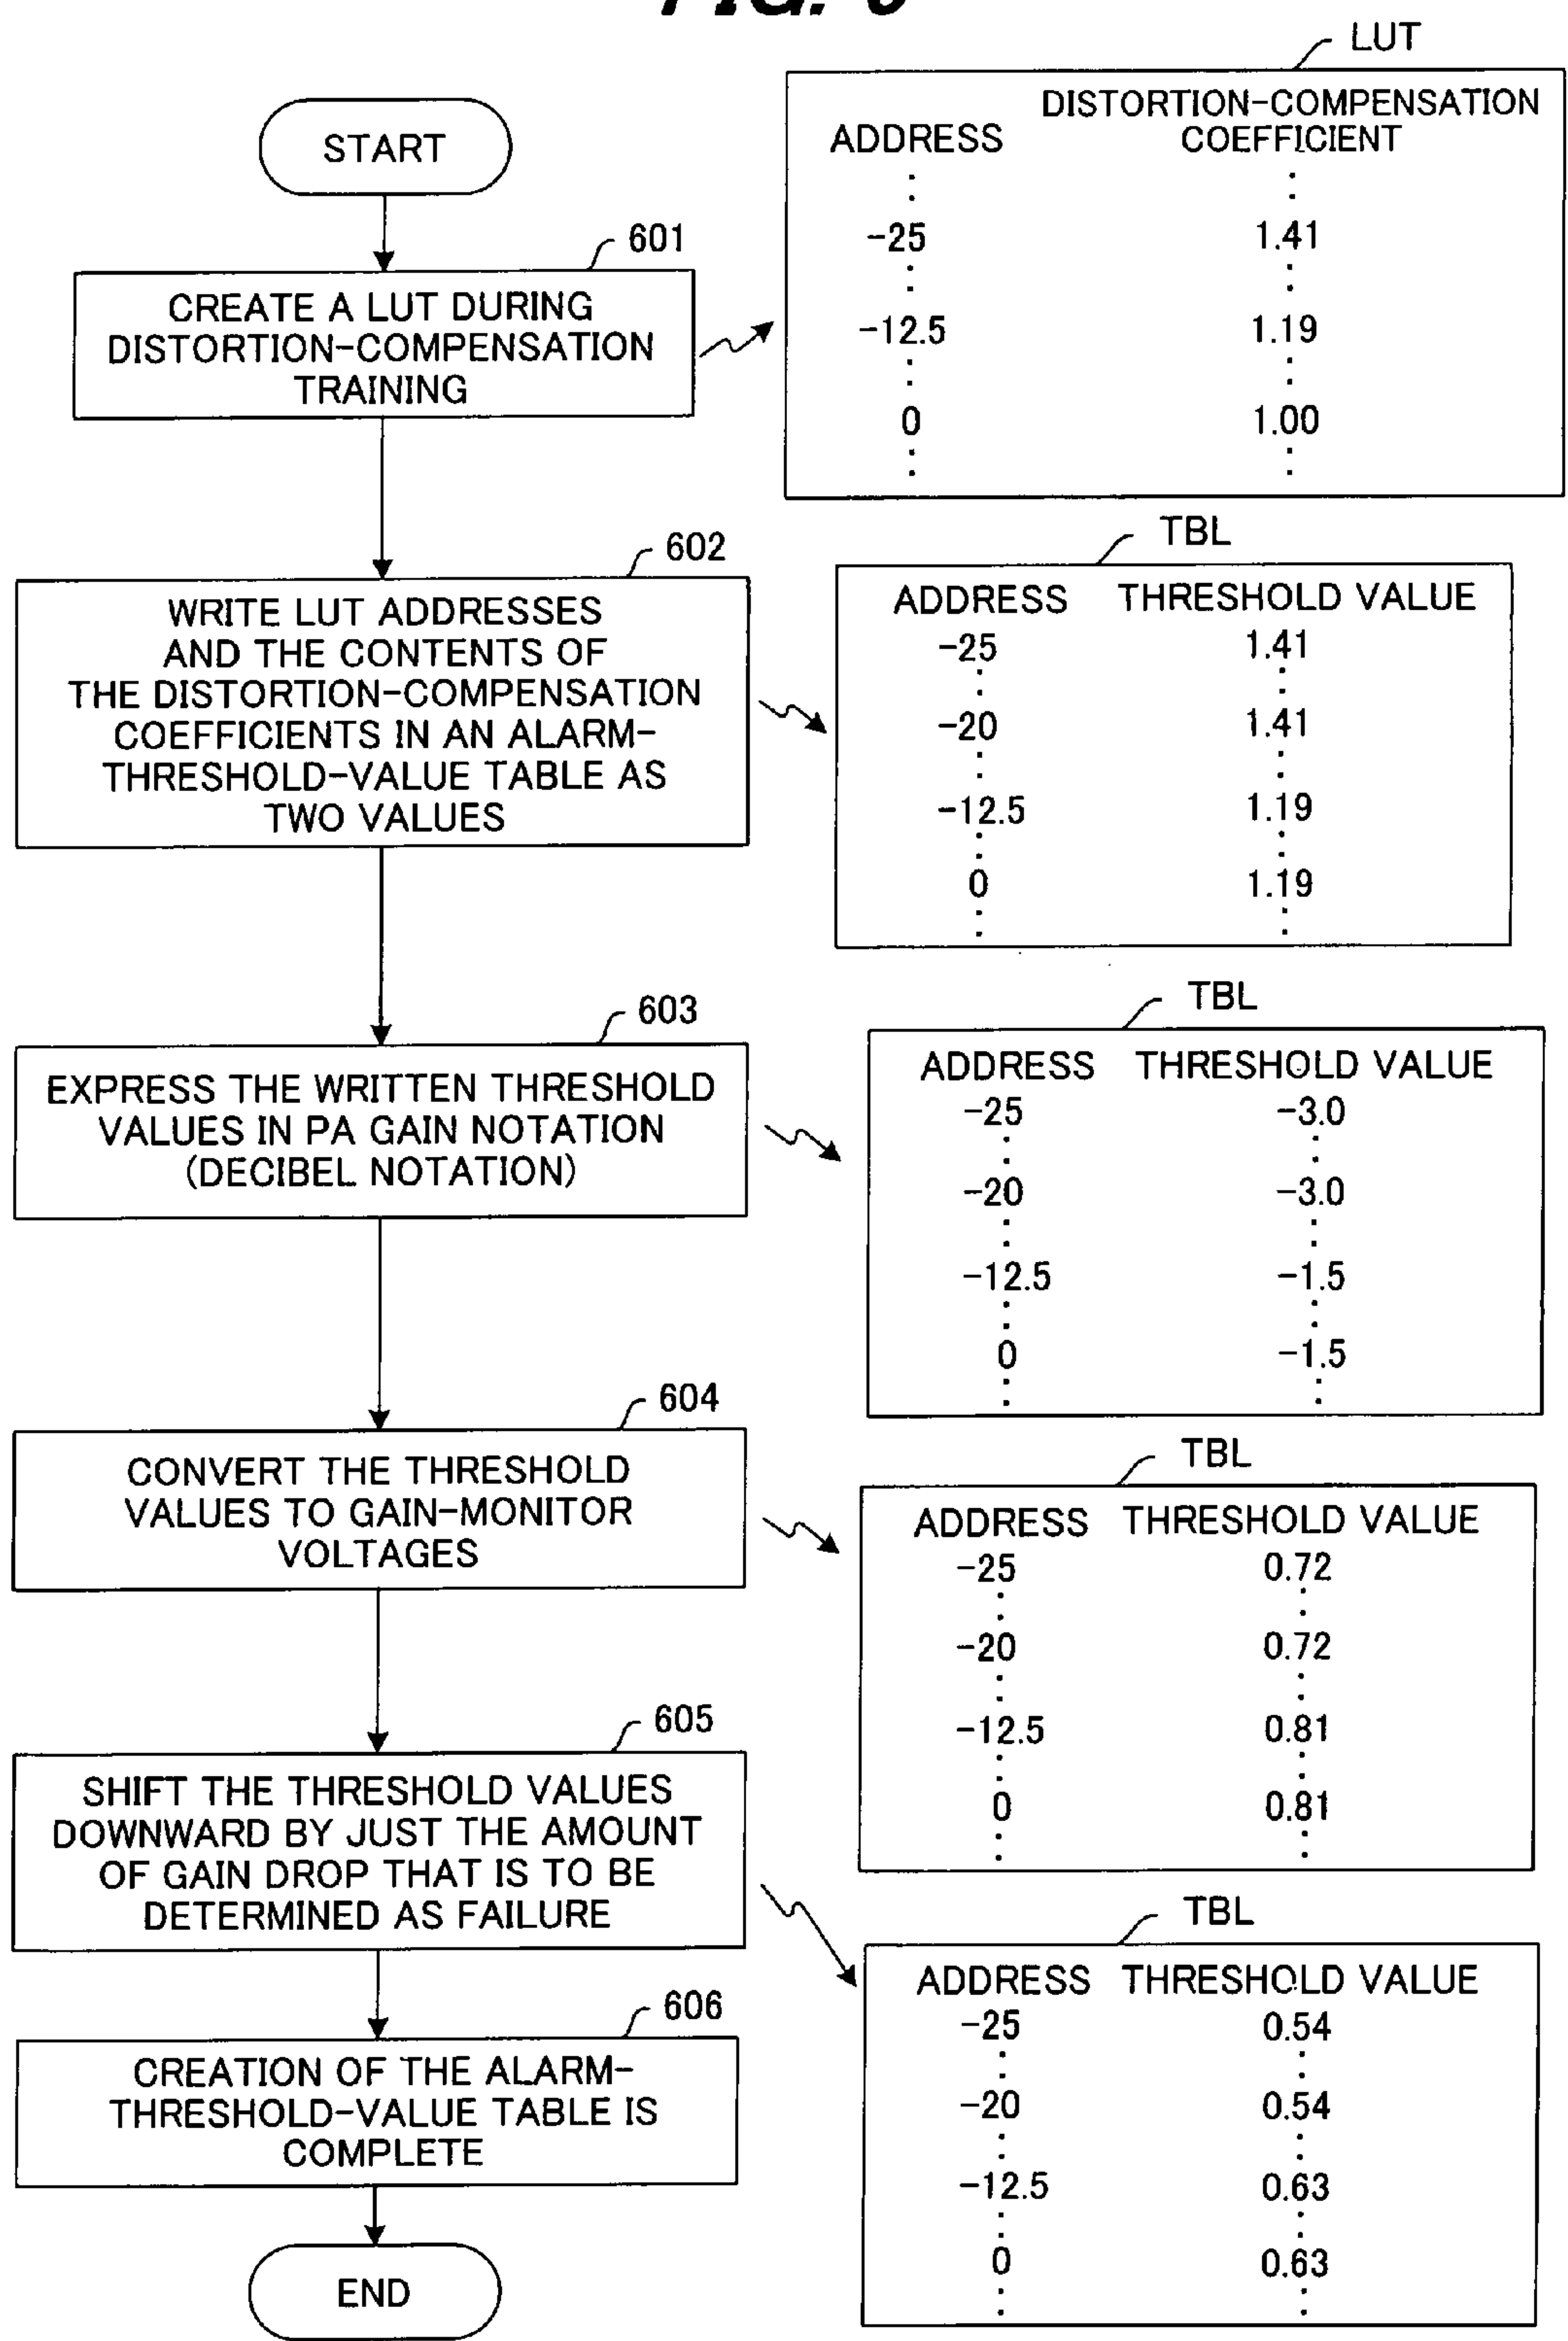 START
601
CREATE A LUT DURING
DISTORTION-COMPENSATION
TRAINING
LUT
ADDRESS DISTORTION-COMPENSATION COEFFICIENT
-25 1.41
-12.5 1.19
0 1.00
602
WRITE LUT ADDRESSES
AND THE CONTENTS OF
THE DISTORTION-COMPENSATION
COEFFICIENTS IN AN ALARM-
THRESHOLD-VALUE TABLE AS
TWO VALUES
TBL
ADDRESS THRESHOLD VALUE
-25 1.41
-20 1.41
-12.5 1.19
0 1.19
603
EXPRESS THE WRITTEN THRESHOLD
VALUES IN PA GAIN NOTATION
(DECIBEL NOTATION)
TBL
ADDRESS THRESHOLD VALUE
-25 -3.0
-20 -3.0
-12.5 -1.5
0 -1.5
604
CONVERT THE THRESHOLD
VALUES TO GAIN-MONITOR
VOLTAGES
TBL
ADDRESS THRESHOLD VALUE
-25 0.72
-20 0.72
-12.5 0.81
0 0.81
605
SHIFT THE THRESHOLD VALUES
DOWNWARD BY JUST THE AMOUNT
OF GAIN DROP THAT IS TO BE
DETERMINED AS FAILURE
TBL
ADDRESS THRESHOLD VALUE
-25 0.54
-20 0.54
-12.5 0.63
0 0.63
606
CREATION OF THE ALARM-
THRESHOLD-VALUE TABLE IS
COMPLETE
END